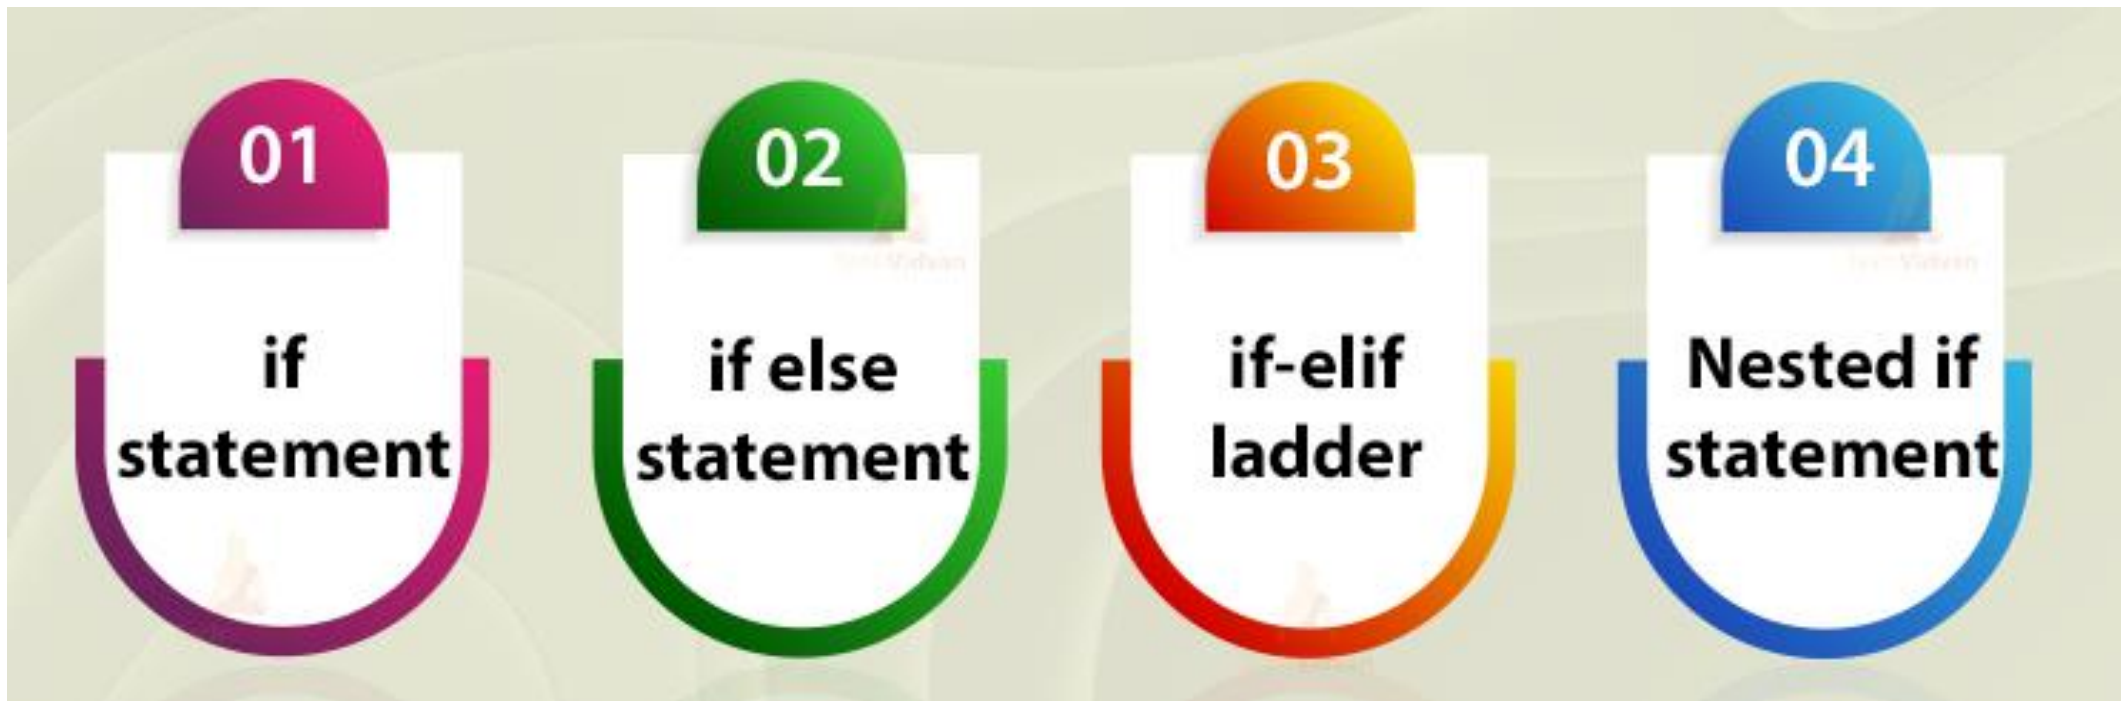 01
if
statement
02
if else
statement
03
if-elif
ladder
04
Nested if
statement